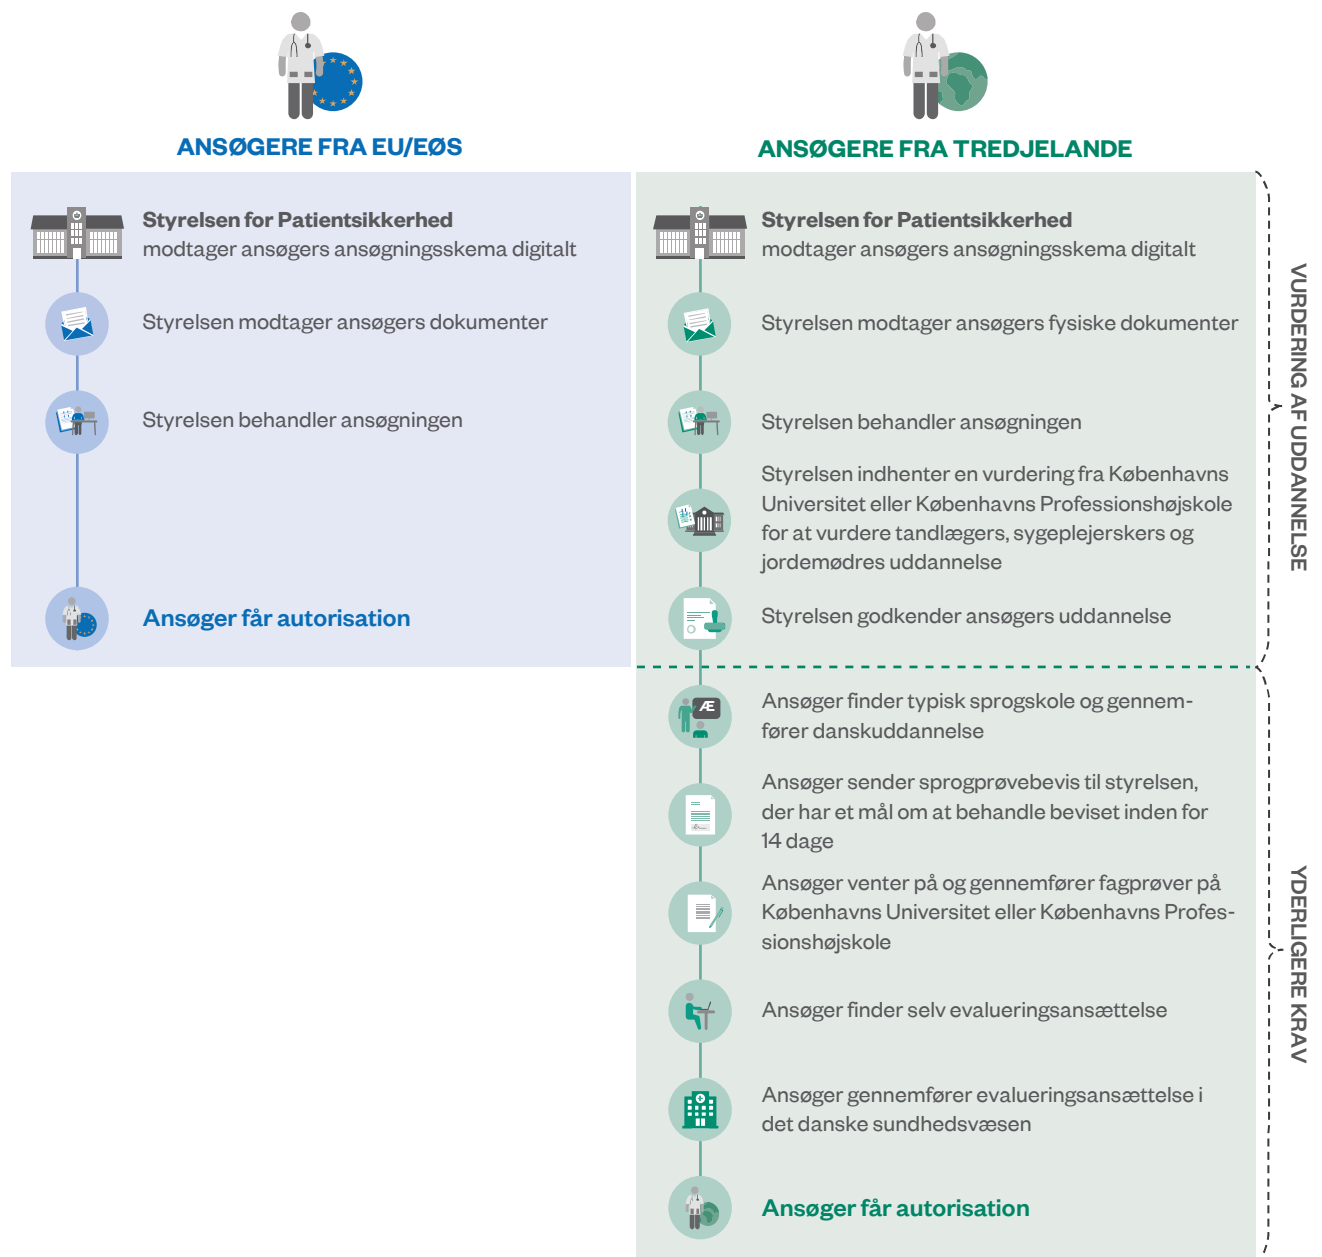 ANSØGERE FRA EU/EØS
Styrelsen for Patientsikkerhed
modtager ansøgers ansøgningsskema digitalt
Styrelsen modtager ansøgers dokumenter
Styrelsen behandler ansøgningen
Ansøger får autorisation
ANSØGERE FRA TREDJELANDE
Styrelsen for Patientsikkerhed
modtager ansøgers ansøgningsskema digitalt
Styrelsen modtager ansøgers fysiske dokumenter
Styrelsen behandler ansøgningen
Styrelsen indhenter en vurdering fra Københavns
Universitet eller Københavns Professionshøjskole
for at vurdere tandlægers, sygeplejerskers og
jordemødres uddannelse
Styrelsen godkender ansøgers uddannelse
Æ
Ansøger finder typisk sprogskole og gennem-
fører danskuddannelse
Ansøger sender sprogprøvebevis til styrelsen,
der har et mål om at behandle beviset inden for
14 dage
Ansøger venter på og gennemfører fagprøver på
Københavns Universitet eller Københavns Profes-
sionshøjskole
Ansøger finder selv evalueringsansættelse
Ansøger gennemfører evalueringsansættelse i
det danske sundhedsvæsen
Ansøger får autorisation
VURDERING AF UDDANNELSE
YDERLIGERE KRAV